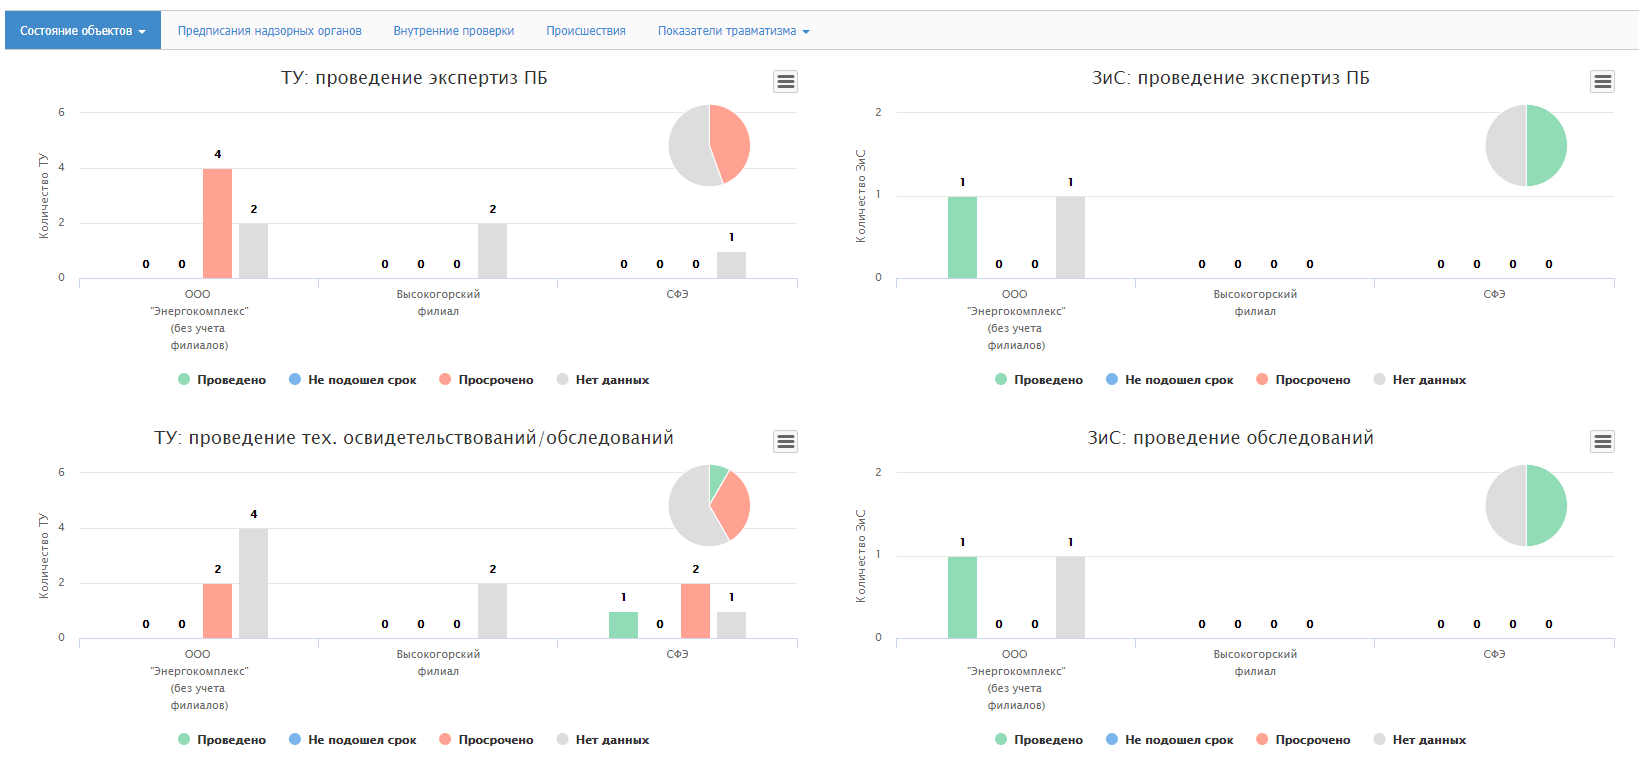 Состояние объектов
Предписания надзорных органов
Внутренние проверки
Происшествия
Показатели травматизма
ТУ: проведение экспертиз ПБ
Количество ТУ
6
4
2
0
0 0 4 2
0 0 0 2
0 0 0 1
ООО
"Энергокомплекс"
(без учета
филиалов)
Высокогорский
филиал
СФЭ
Проведено Не подошел срок Просрочено Нет данных
ЗиС: проведение экспертиз ПБ
Количество ЗиС
2
1
0
1 0 0 1
0 0 0 0
0 0 0 0
ООО
"Энергокомплекс"
(без учета
филиалов)
Высокогорский
филиал
СФЭ
Проведено Не подошел срок Просрочено Нет данных
ТУ: проведение тех. освидетельствований/обследований
Количество ТУ
6
4
2
0
0 0 2 4
0 0 0 2
1 0 2 1
ООО
"Энергокомплекс"
(без учета
филиалов)
Высокогорский
филиал
СФЭ
Проведено Не подошел срок Просрочено Нет данных
ЗиС: проведение обследований
Количество ЗиС
2
1
0
1 0 0 1
0 0 0 0
0 0 0 0
ООО
"Энергокомплекс"
(без учета
филиалов)
Высокогорский
филиал
СФЭ
Проведено Не подошел срок Просрочено Нет данных